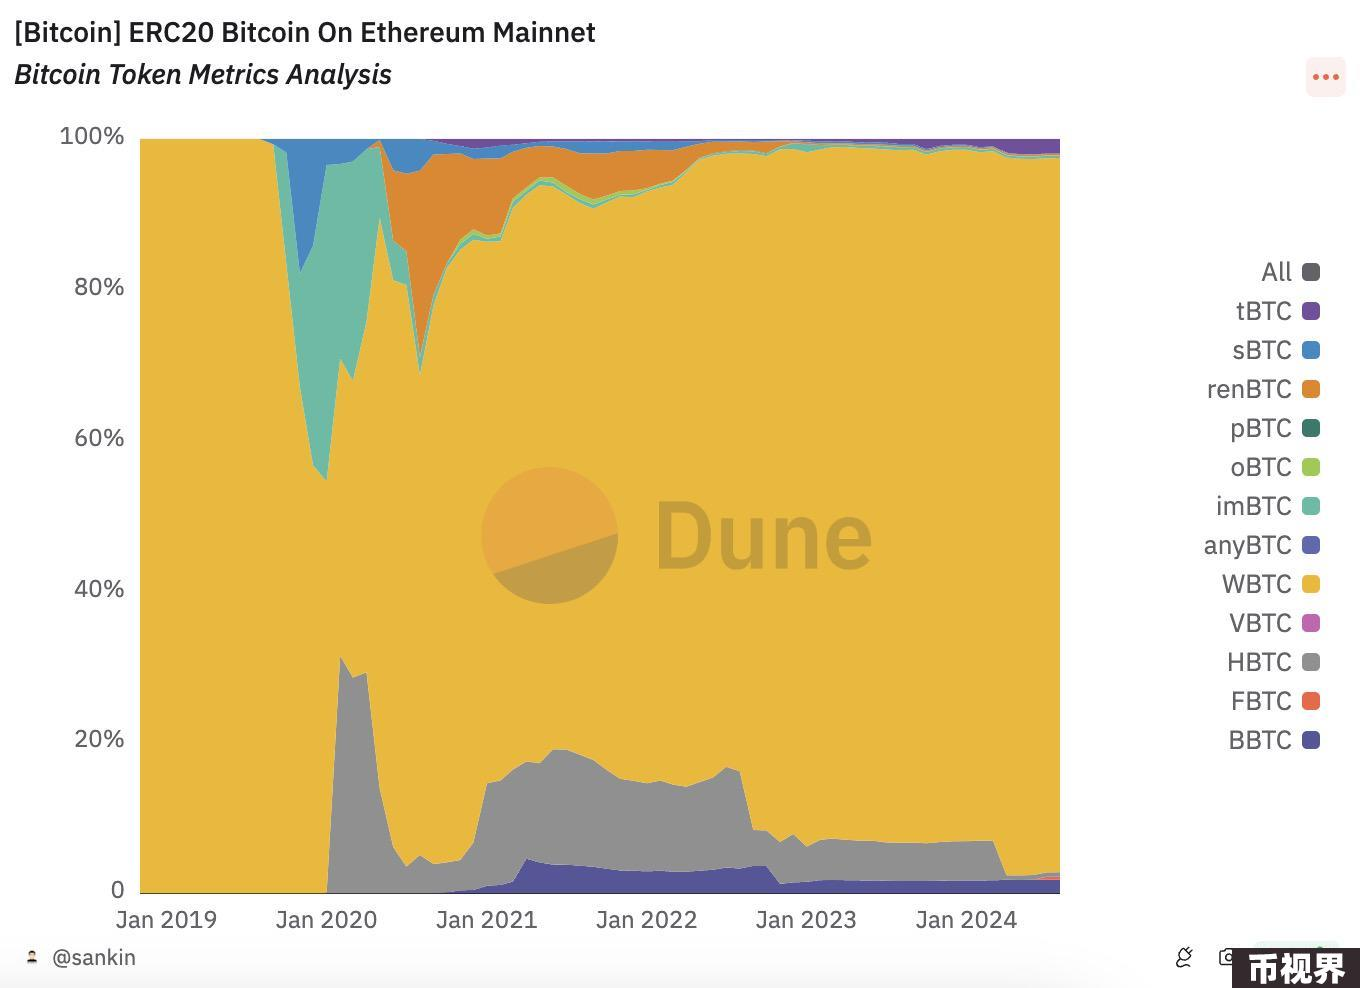 [Bitcoin] ERC20 Bitcoin On Ethereum Mainnet
Bitcoin Token Metrics Analysis
100%
80%
60%
40%
20%
0
Jan 2019
Jan 2020
Jan 2021
Jan 2022
Jan 2023
Jan 2024
Dune
All
tBTC
sBTC
renBTC
pBTC
oBTC
imBTC
anyBTC
WBTC
VBTC
HBTC
FBTC
BBTC
@sankin
币视界